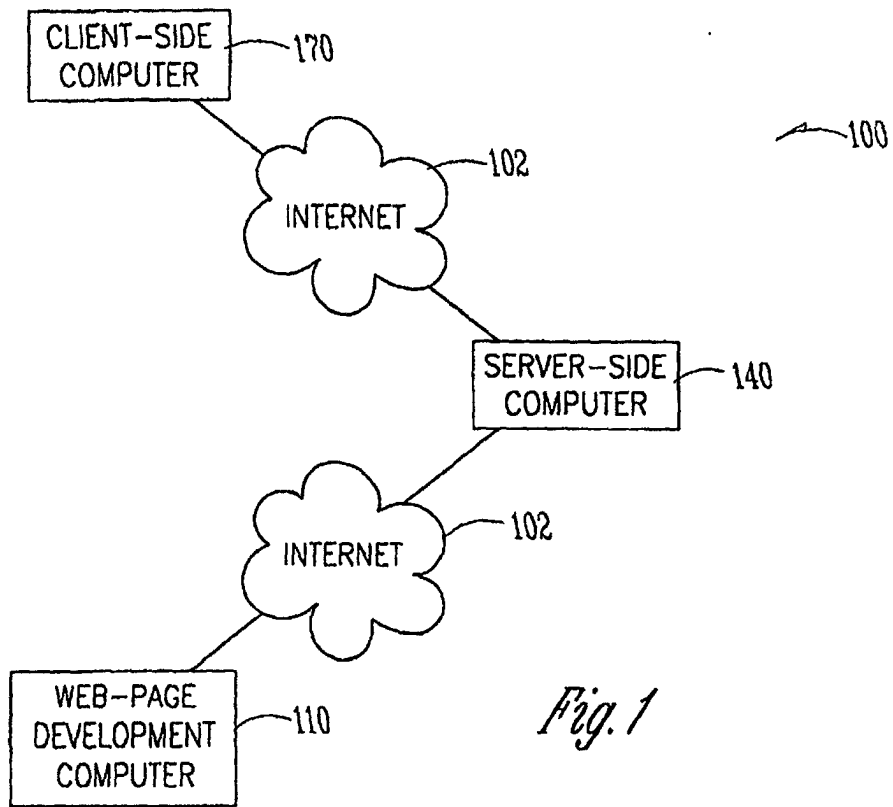 CLIENT-SIDE
COMPUTER
170
100
102
INTERNET
SERVER-SIDE
COMPUTER
140
102
INTERNET
WEB-PAGE
DEVELOPMENT
COMPUTER
110
Fig. 1